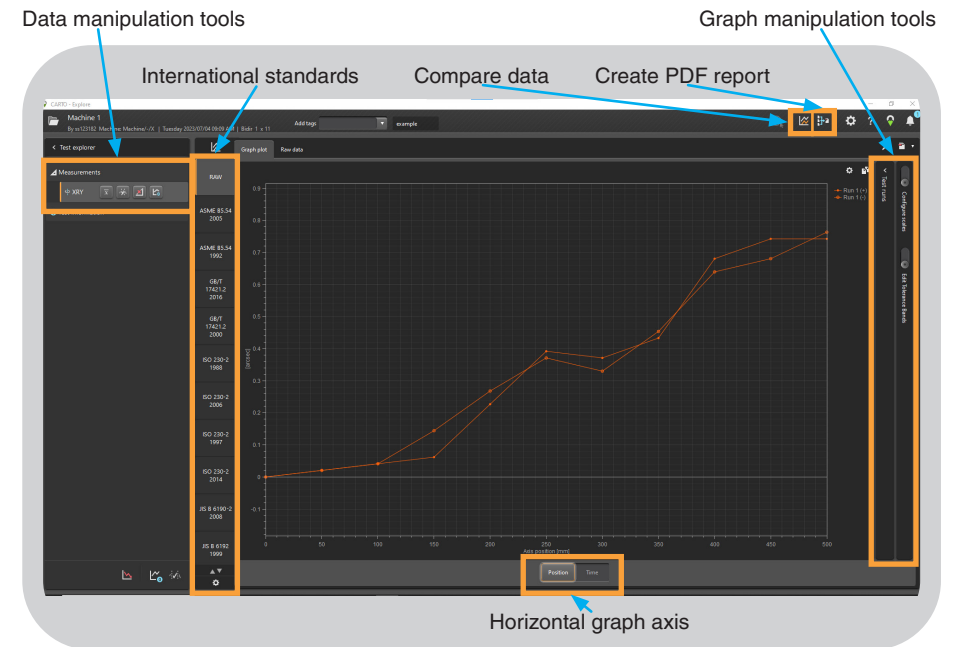 Data manipulation tools
Graph manipulation tools
International standards
Compare data
Create PDF report
CARTO - Explore
Machine 1
Add tags
example
Test explorer
Graph plot
Raw data
Measurements
XRY
RAW
ASME B5.54
2005
ASME B5.54
1992
GB/T
17421.2
2016
GB/T
17421.2
2000
ISO 230-2
1988
ISO 230-2
2006
ISO 230-2
1997
ISO 230-2
2014
JIS B 6190-2
2008
JIS B 6192
1999
Run 1 (+)
Run 1 (-)
Test runs
Configure scales
Edit Tolerance Bands
0.9
0.8
0.7
0.6
0.5
0.4
0.3
0.2
0.1
0
-0.1
[arcsec]
0 50 100 150 200 250 300 350 400 450 500
Axis position [mm]
Position
Time
Horizontal graph axis